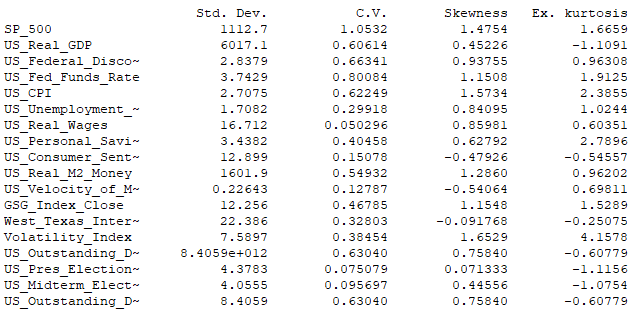 Std. Dev. C.V. Skewness Ex. kurtosis
SP_500 1112.7 1.0532 1.4754 1.6659
US_Real_GDP 6017.1 0.60614 0.45226 -1.1091
US_Federal_Disco~ 2.8379 0.66341 0.93755 0.96308
US_Fed_Funds_Rate 3.7429 0.80084 1.1508 1.9125
US_CPI 2.7075 0.62249 1.5734 2.3855
US_Unemployment_~ 1.7082 0.29918 0.84095 1.0244
US_Real_Wages 16.712 0.050296 0.85981 0.60351
US_Personal_Savi~ 3.4382 0.40458 0.62792 2.7896
US_Consumer_Sent~ 12.899 0.15078 -0.47926 -0.54557
US_Real_M2_Money 1601.9 0.54932 1.2860 0.96202
US_Velocity_of_M~ 0.22643 0.12787 -0.54064 0.69811
GSG_Index_Close 12.256 0.46785 1.1548 1.5289
West_Texas_Inter~ 22.386 0.32803 -0.091768 -0.25075
Volatility_Index 7.5897 0.38454 1.6529 4.1578
US_Outstanding_D~ 8.4059e+012 0.63040 0.75840 -0.60779
US_Pres_Election~ 4.3783 0.075079 0.071333 -1.1156
US_Midterm_Elect~ 4.0555 0.095697 0.44556 -1.0754
US_Outstanding_D~ 8.4059 0.63040 0.75840 -0.60779